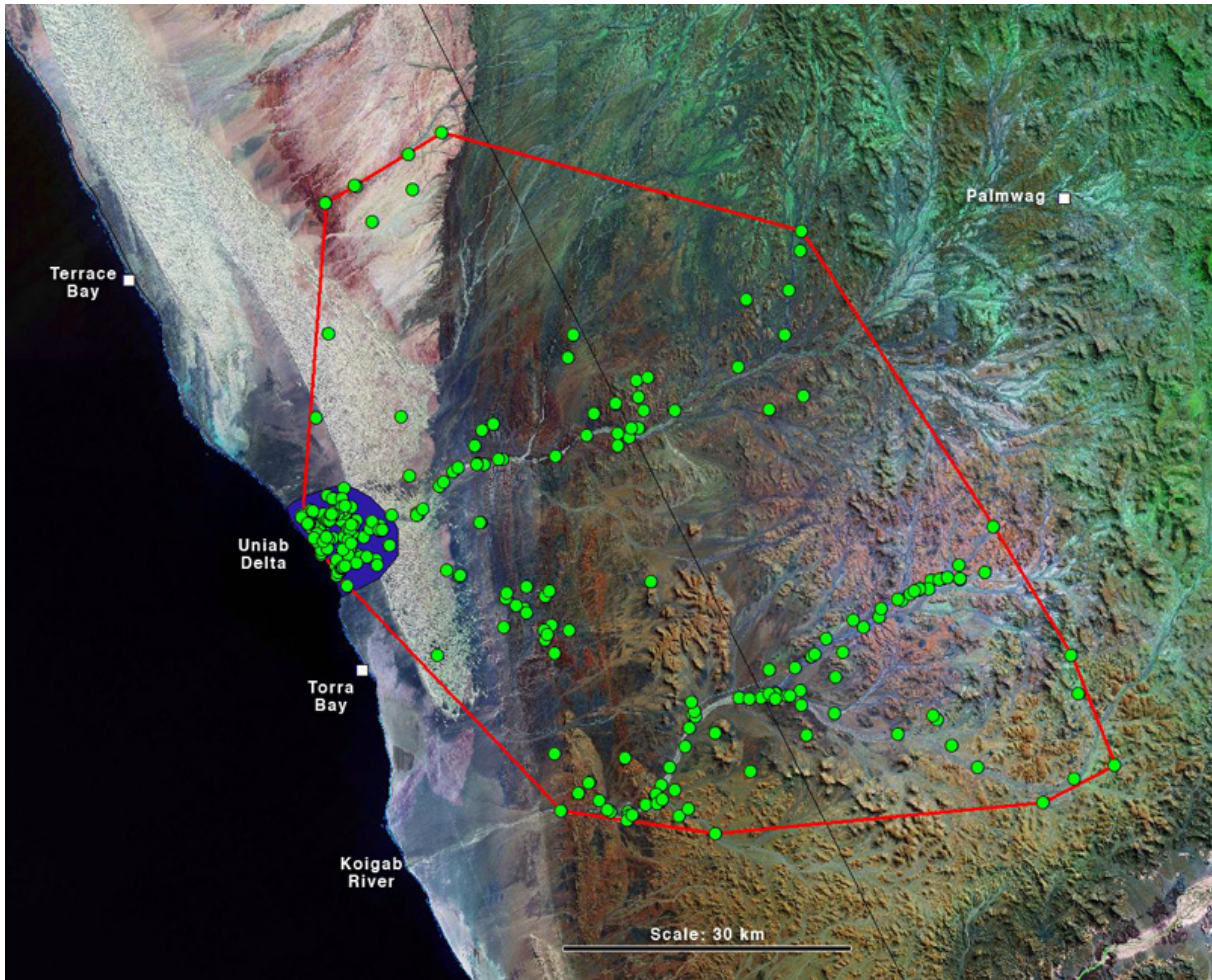 Palmwag
Terrace
Bay
Uniab
Delta
Torra
Bay
Koigab
River
Scale: 30 km